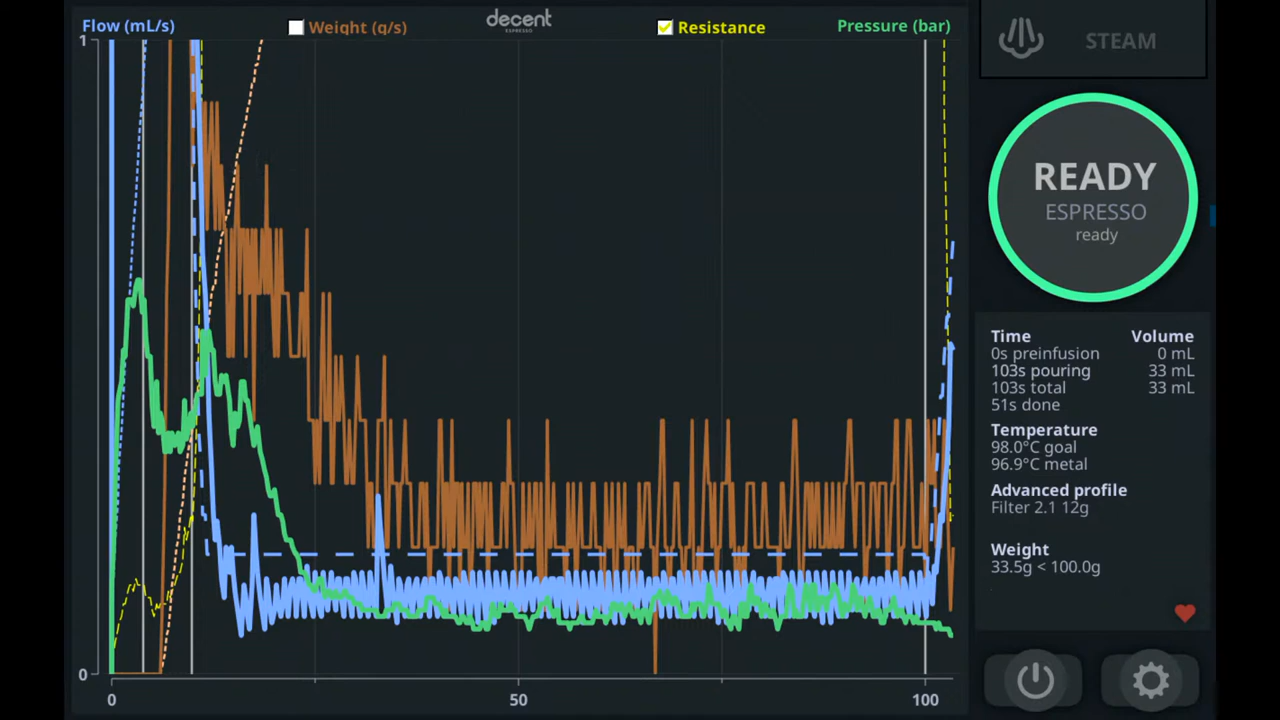 Flow (mL/s)
Weight (g/s)
decent
ESPRESSO
Resistance
Pressure (bar)
STEAM
1
0
0
50
100
READY
ESPRESSO
ready
Time Volume
0s preinfusion 0 mL
103s pouring 33 mL
103s total 33 mL
51s done
Temperature
98.0°C goal
96.9°C metal
Advanced profile
Filter 2.1 12g
Weight
33.5g < 100.0g